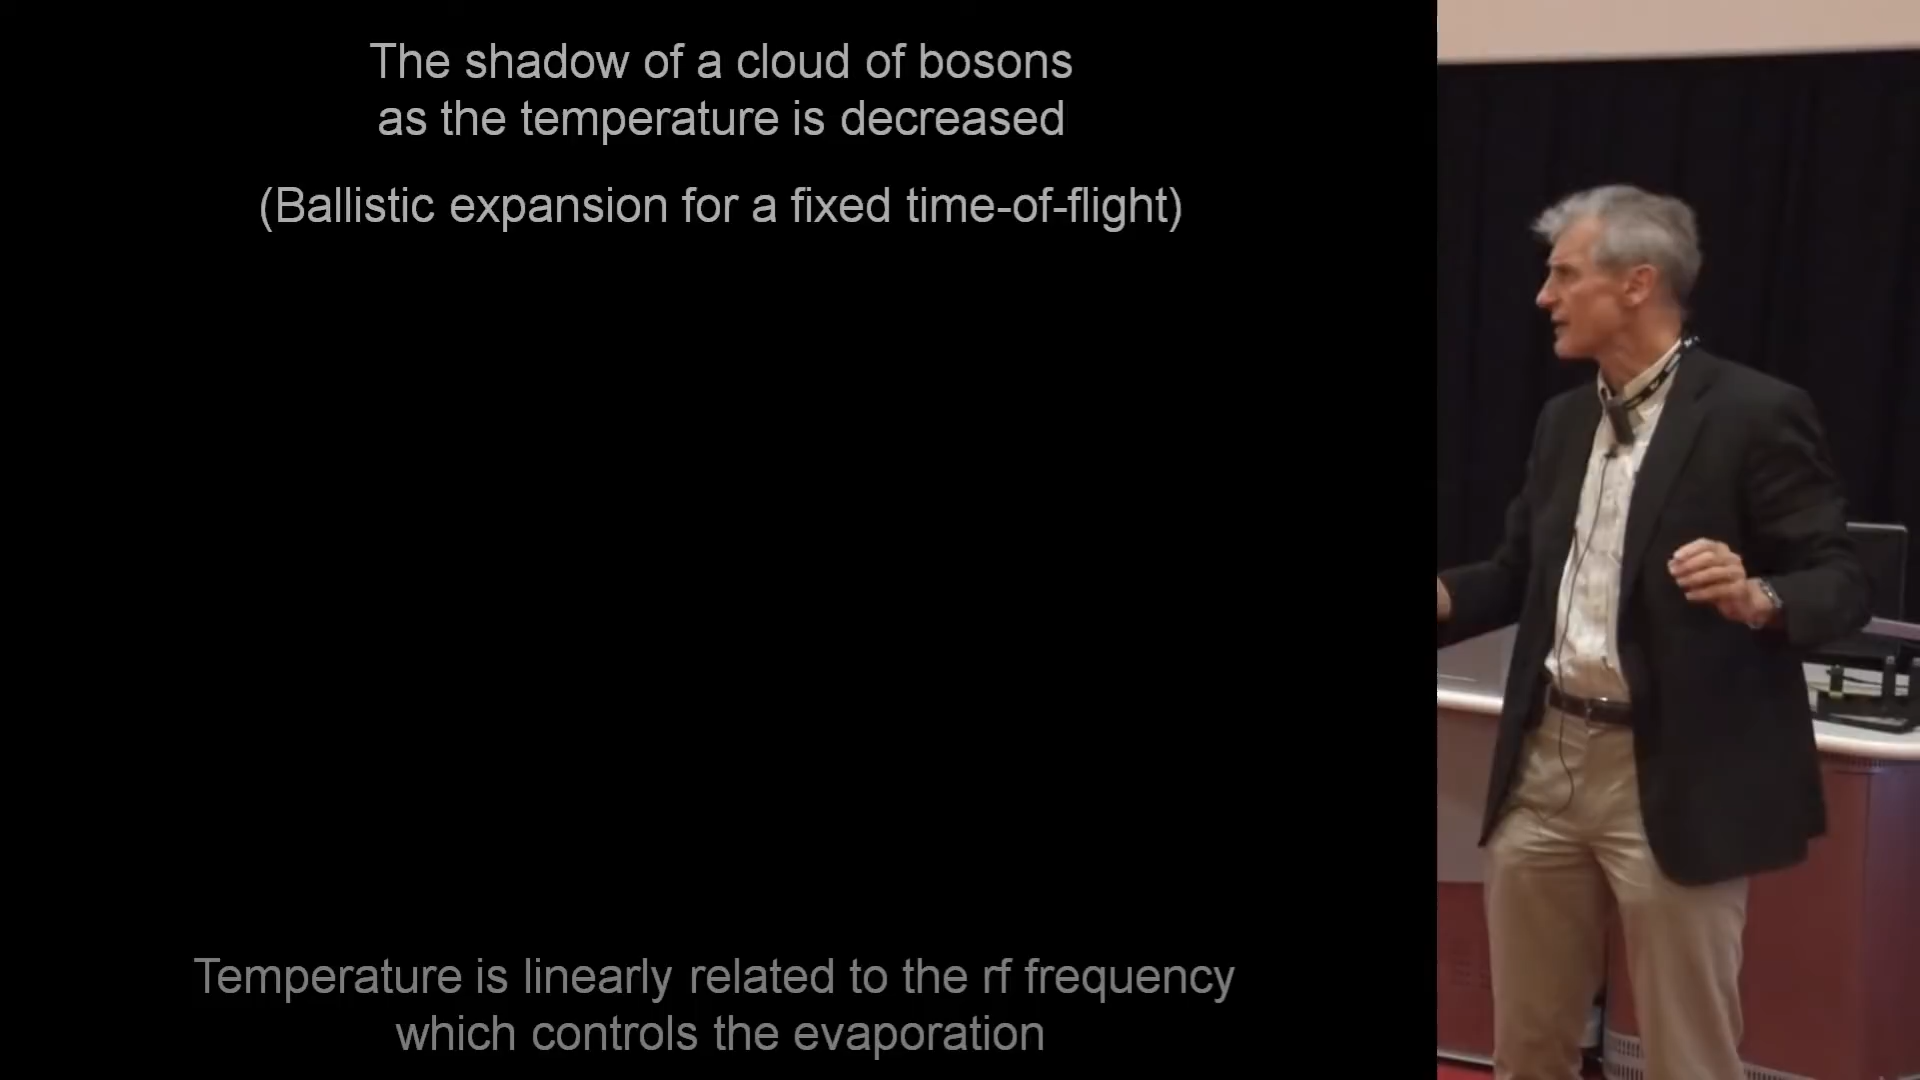 The shadow of a cloud of bosons
as the temperature is decreased
(Ballistic expansion for a fixed time-of-flight)
Temperature is linearly related to the rf frequency
which controls the evaporation